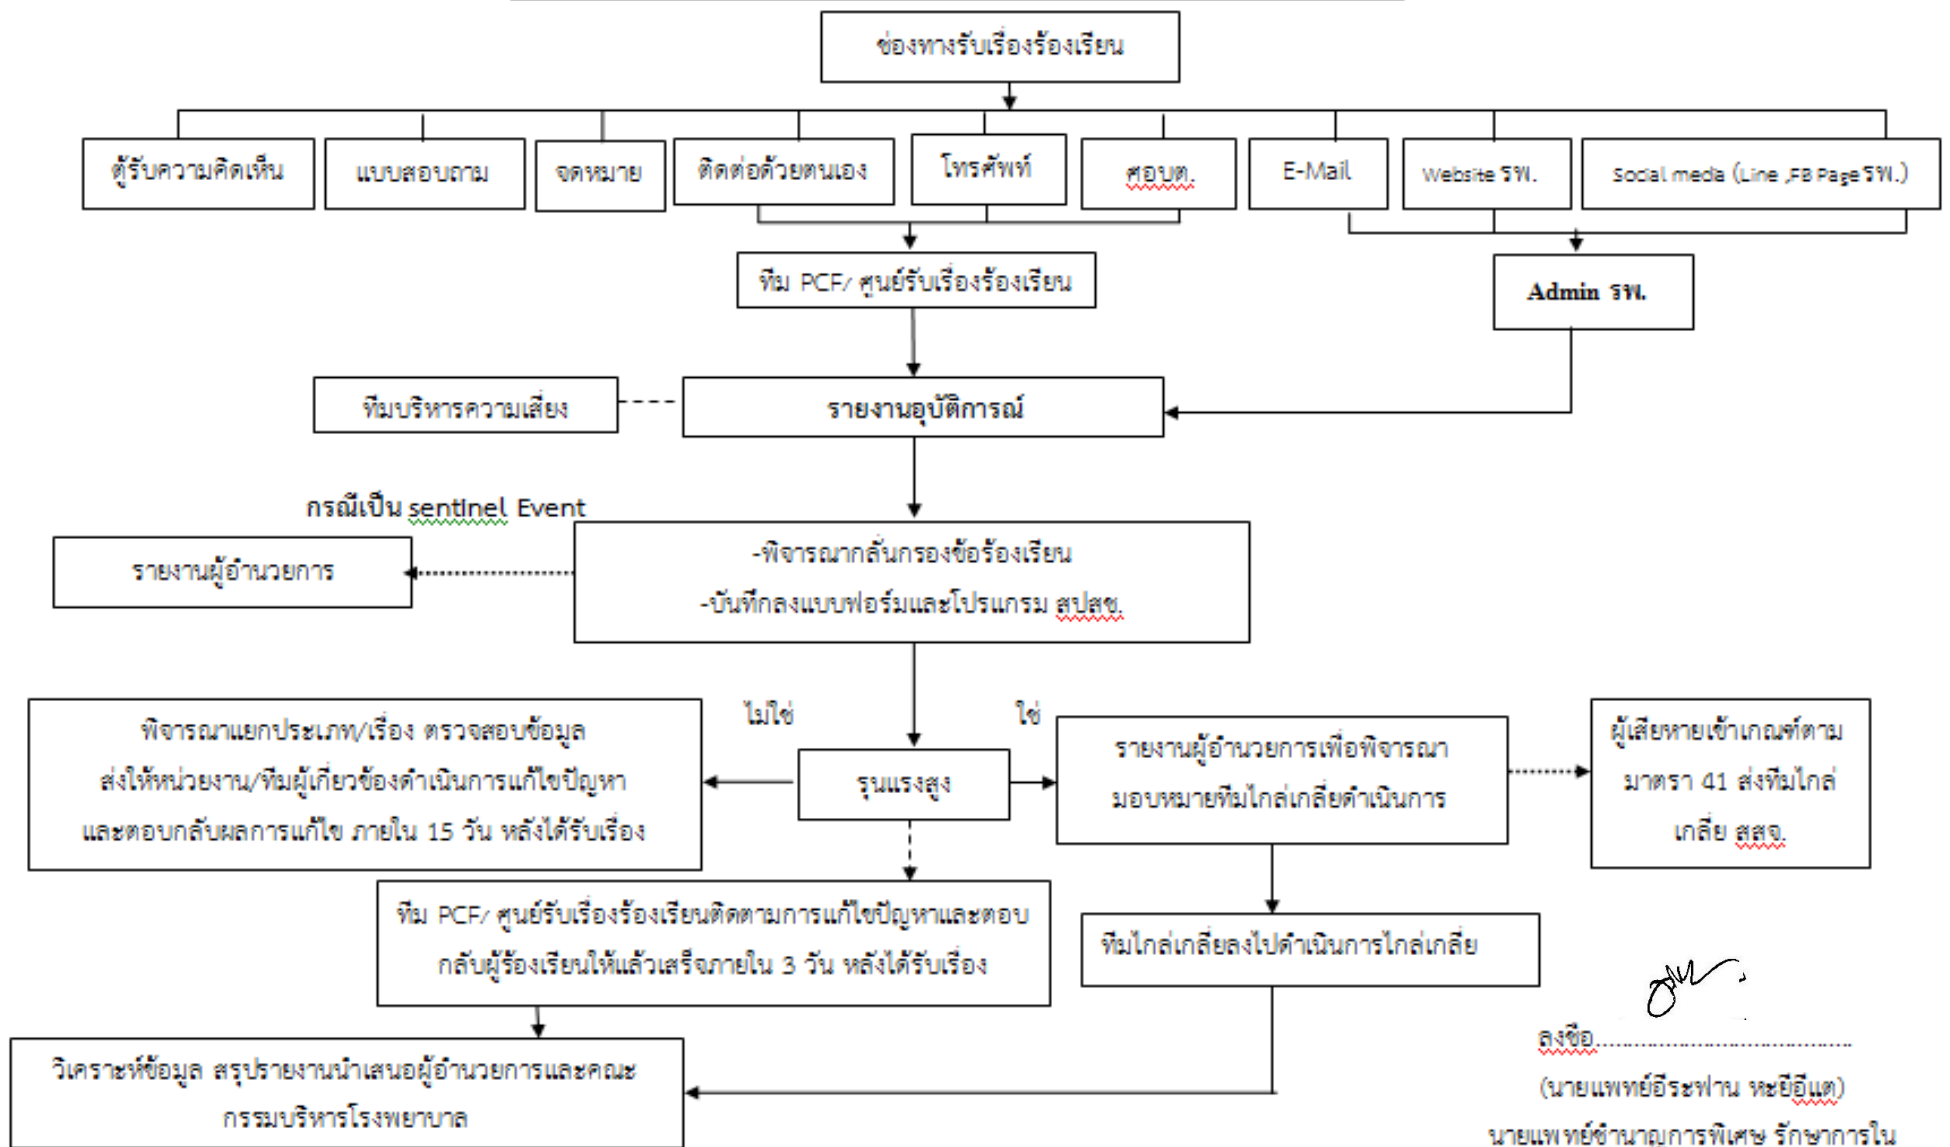 ช่องทางรับเรื่องร้องเรียน
ตู้รับความคิดเห็น
แบบสอบถาม
จดหมาย
ติดต่อด้วยตนเอง
โทรศัพท์
ศอบต.
E-Mail
Website รพ.
Social media (Line ,FB Page รพ.)
ทีม PCF/ ศูนย์รับเรื่องร้องเรียน
Admin รพ.
ทีมบริหารความเสี่ยง
รายงานอุบัติการณ์
กรณีเป็น sentinel Event
รายงานผู้อำนวยการ
-พิจารณากลั่นกรองข้อร้องเรียน
-บันทึกลงแบบฟอร์มและโปรแกรม สปสช.
พิจารณาแยกประเภท/เรื่อง ตรวจสอบข้อมูล
ส่งให้หน่วยงาน/ทีมผู้เกี่ยวข้องดำเนินการแก้ไขปัญหา
และตอบกลับผลการแก้ไข ภายใน 15 วัน หลังได้รับเรื่อง
ไม่ใช่
ใช่
รุนแรงสูง
รายงานผู้อำนวยการเพื่อพิจารณา
มอบหมายทีมไกล่เกลี่ยดำเนินการ
ผู้เสียหายเข้าเกณฑ์ตาม
มาตรา 41 ส่งทีมไกล่
เกลี่ย สสจ.
ทีม PCF/ ศูนย์รับเรื่องร้องเรียนติดตามการแก้ไขปัญหาและตอบ
กลับผู้ร้องเรียนให้แล้วเสร็จภายใน 3 วัน หลังได้รับเรื่อง
ทีมไกล่เกลี่ยลงไปดำเนินการไกล่เกลี่ย
วิเคราะห์ข้อมูล สรุปรายงานนำเสนอผู้อำนวยการและคณะ
กรรมบริหารโรงพยาบาล
ลงชื่อ........................................
(นายแพทย์อีระฟาน หะยีอีแต)
นายแพทย์ชำนาญการพิเศษ รักษาการใน